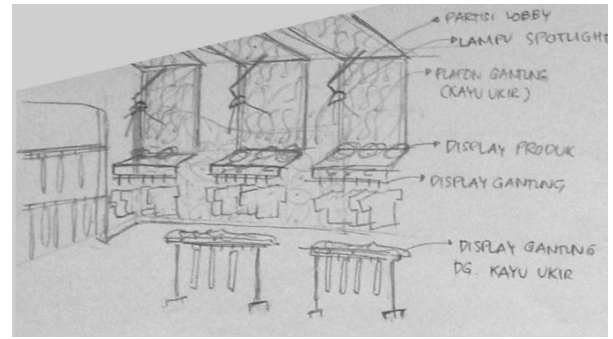 PARTISI LOBBY
LAMPU SPOTLIGHT
PLAFON GANTUNG
(KAYU UKIR)
DISPLAY PRODUK
DISPLAY GANTUNG
DISPLAY GANTUNG
DG. KAYU UKIR